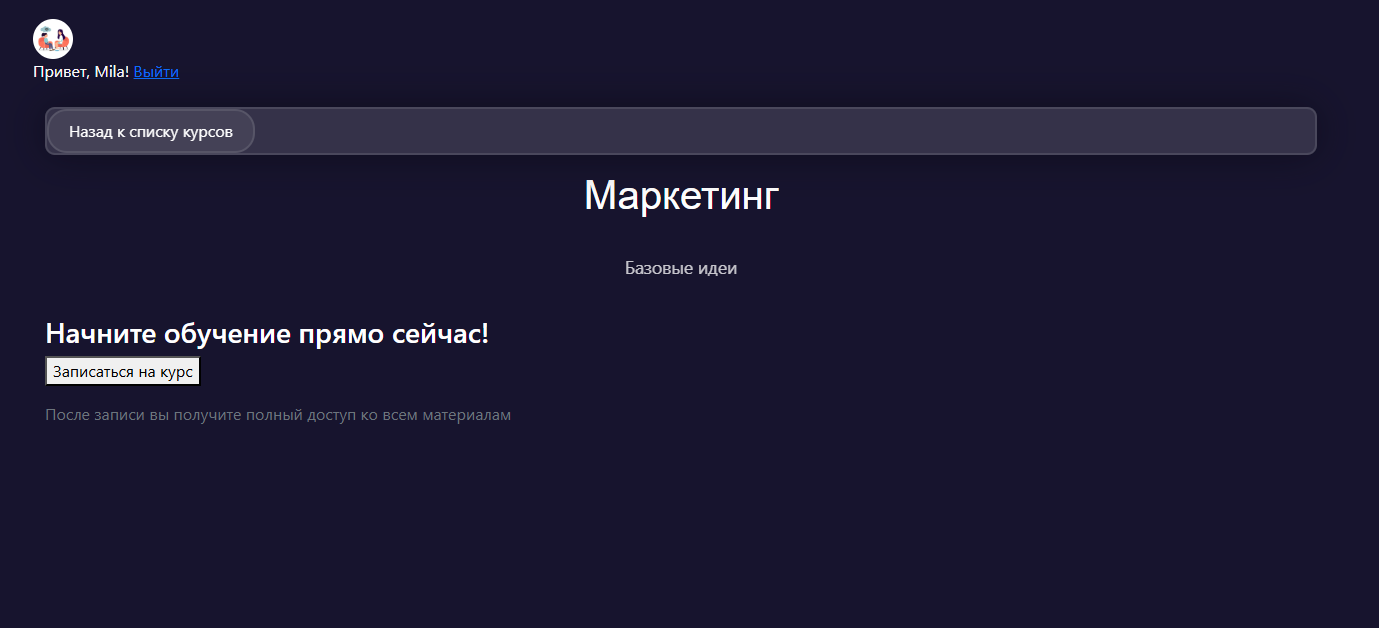 Привет, Mila! Выйти
Назад к списку курсов
Маркетинг
Базовые идеи
Начните обучение прямо сейчас!
Записаться на курс
После записи вы получите полный доступ ко всем материалам